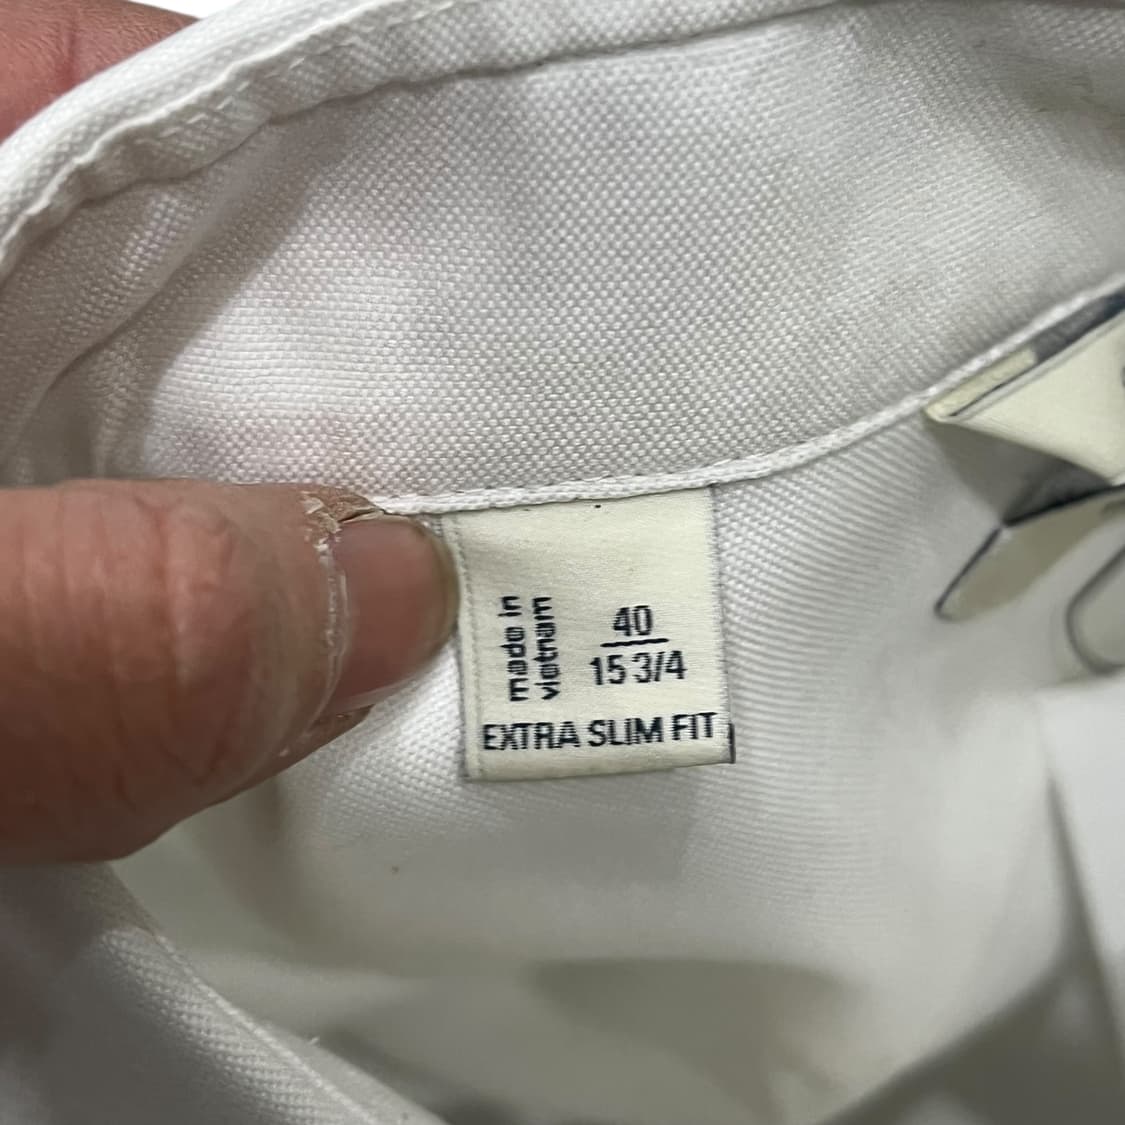 made in
vietnam
40
15 3/4
EXTRA SLIM FIT